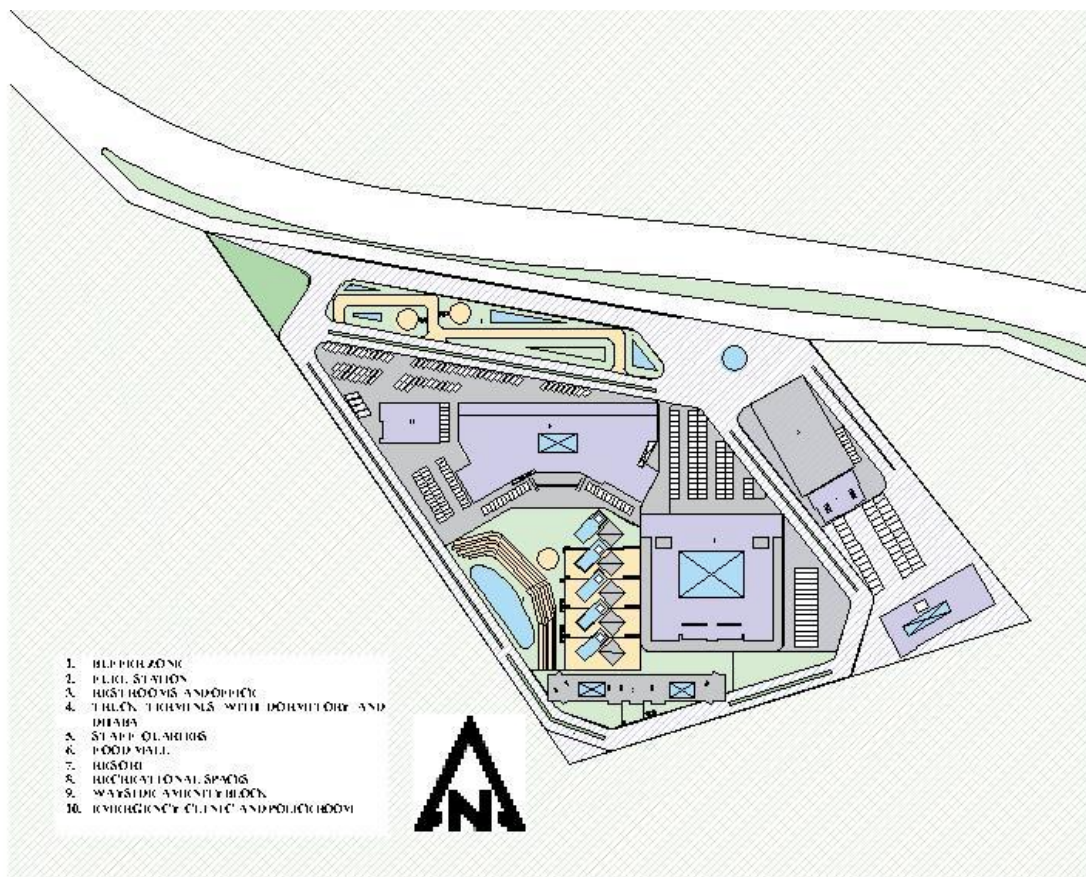 1. BUFFER ZONE
2. FUEL STATION
3. RESTROOMS AND OFFICE
4. TRUCK WITH DORMITORY AND
DHABA
5. STAFF QUARTERS
6. FOOD MALL
7. RESORT
8. RECREATIONAL SPACES
9. WAYSIDE AMENITY BLOCK
10. EMERGENCY CLINIC AND POLICE ROOM
N